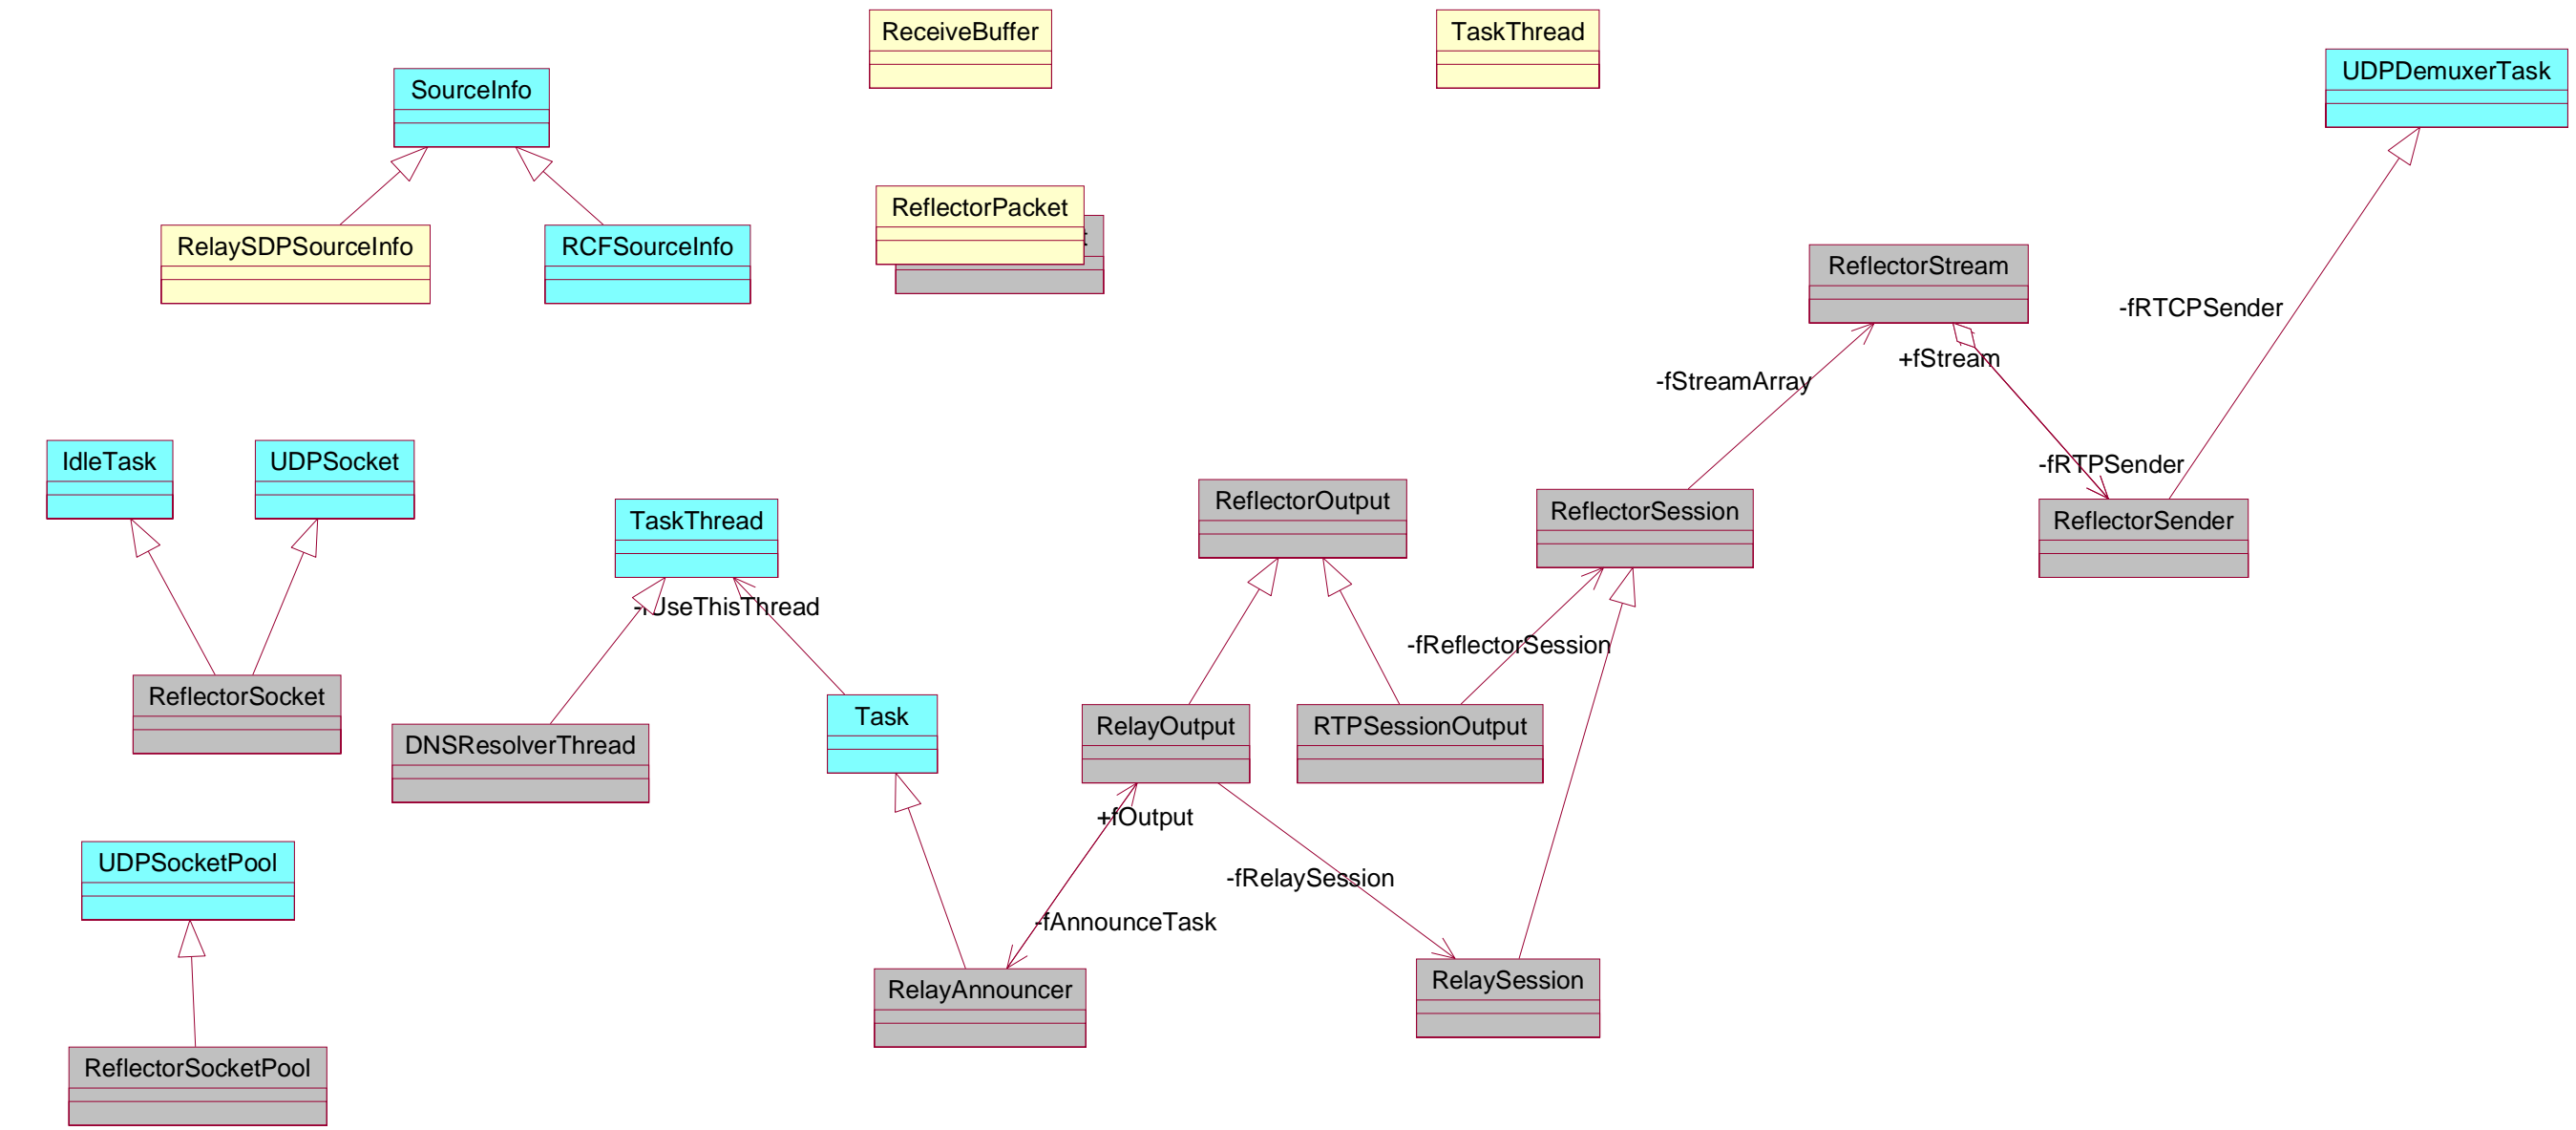 ReceiveBuffer
TaskThread
UDPDemuxerTask
SourceInfo
ReflectorPacket
t
RelaySDPSourceInfo
RCFSourceInfo
ReflectorStream
-fRTCPSender
+fStream
-fStreamArray
IdleTask
UDPSocket
-fRTPSender
ReflectorOutput
ReflectorSession
TaskThread
ReflectorSender
-fUseThisThread
-fReflectorSession
ReflectorSocket
Task
RelayOutput
RTPSessionOutput
DNSResolverThread
+fOutput
UDPSocketPool
-fRelaySession
-fAnnounceTask
RelayAnnouncer
RelaySession
ReflectorSocketPool